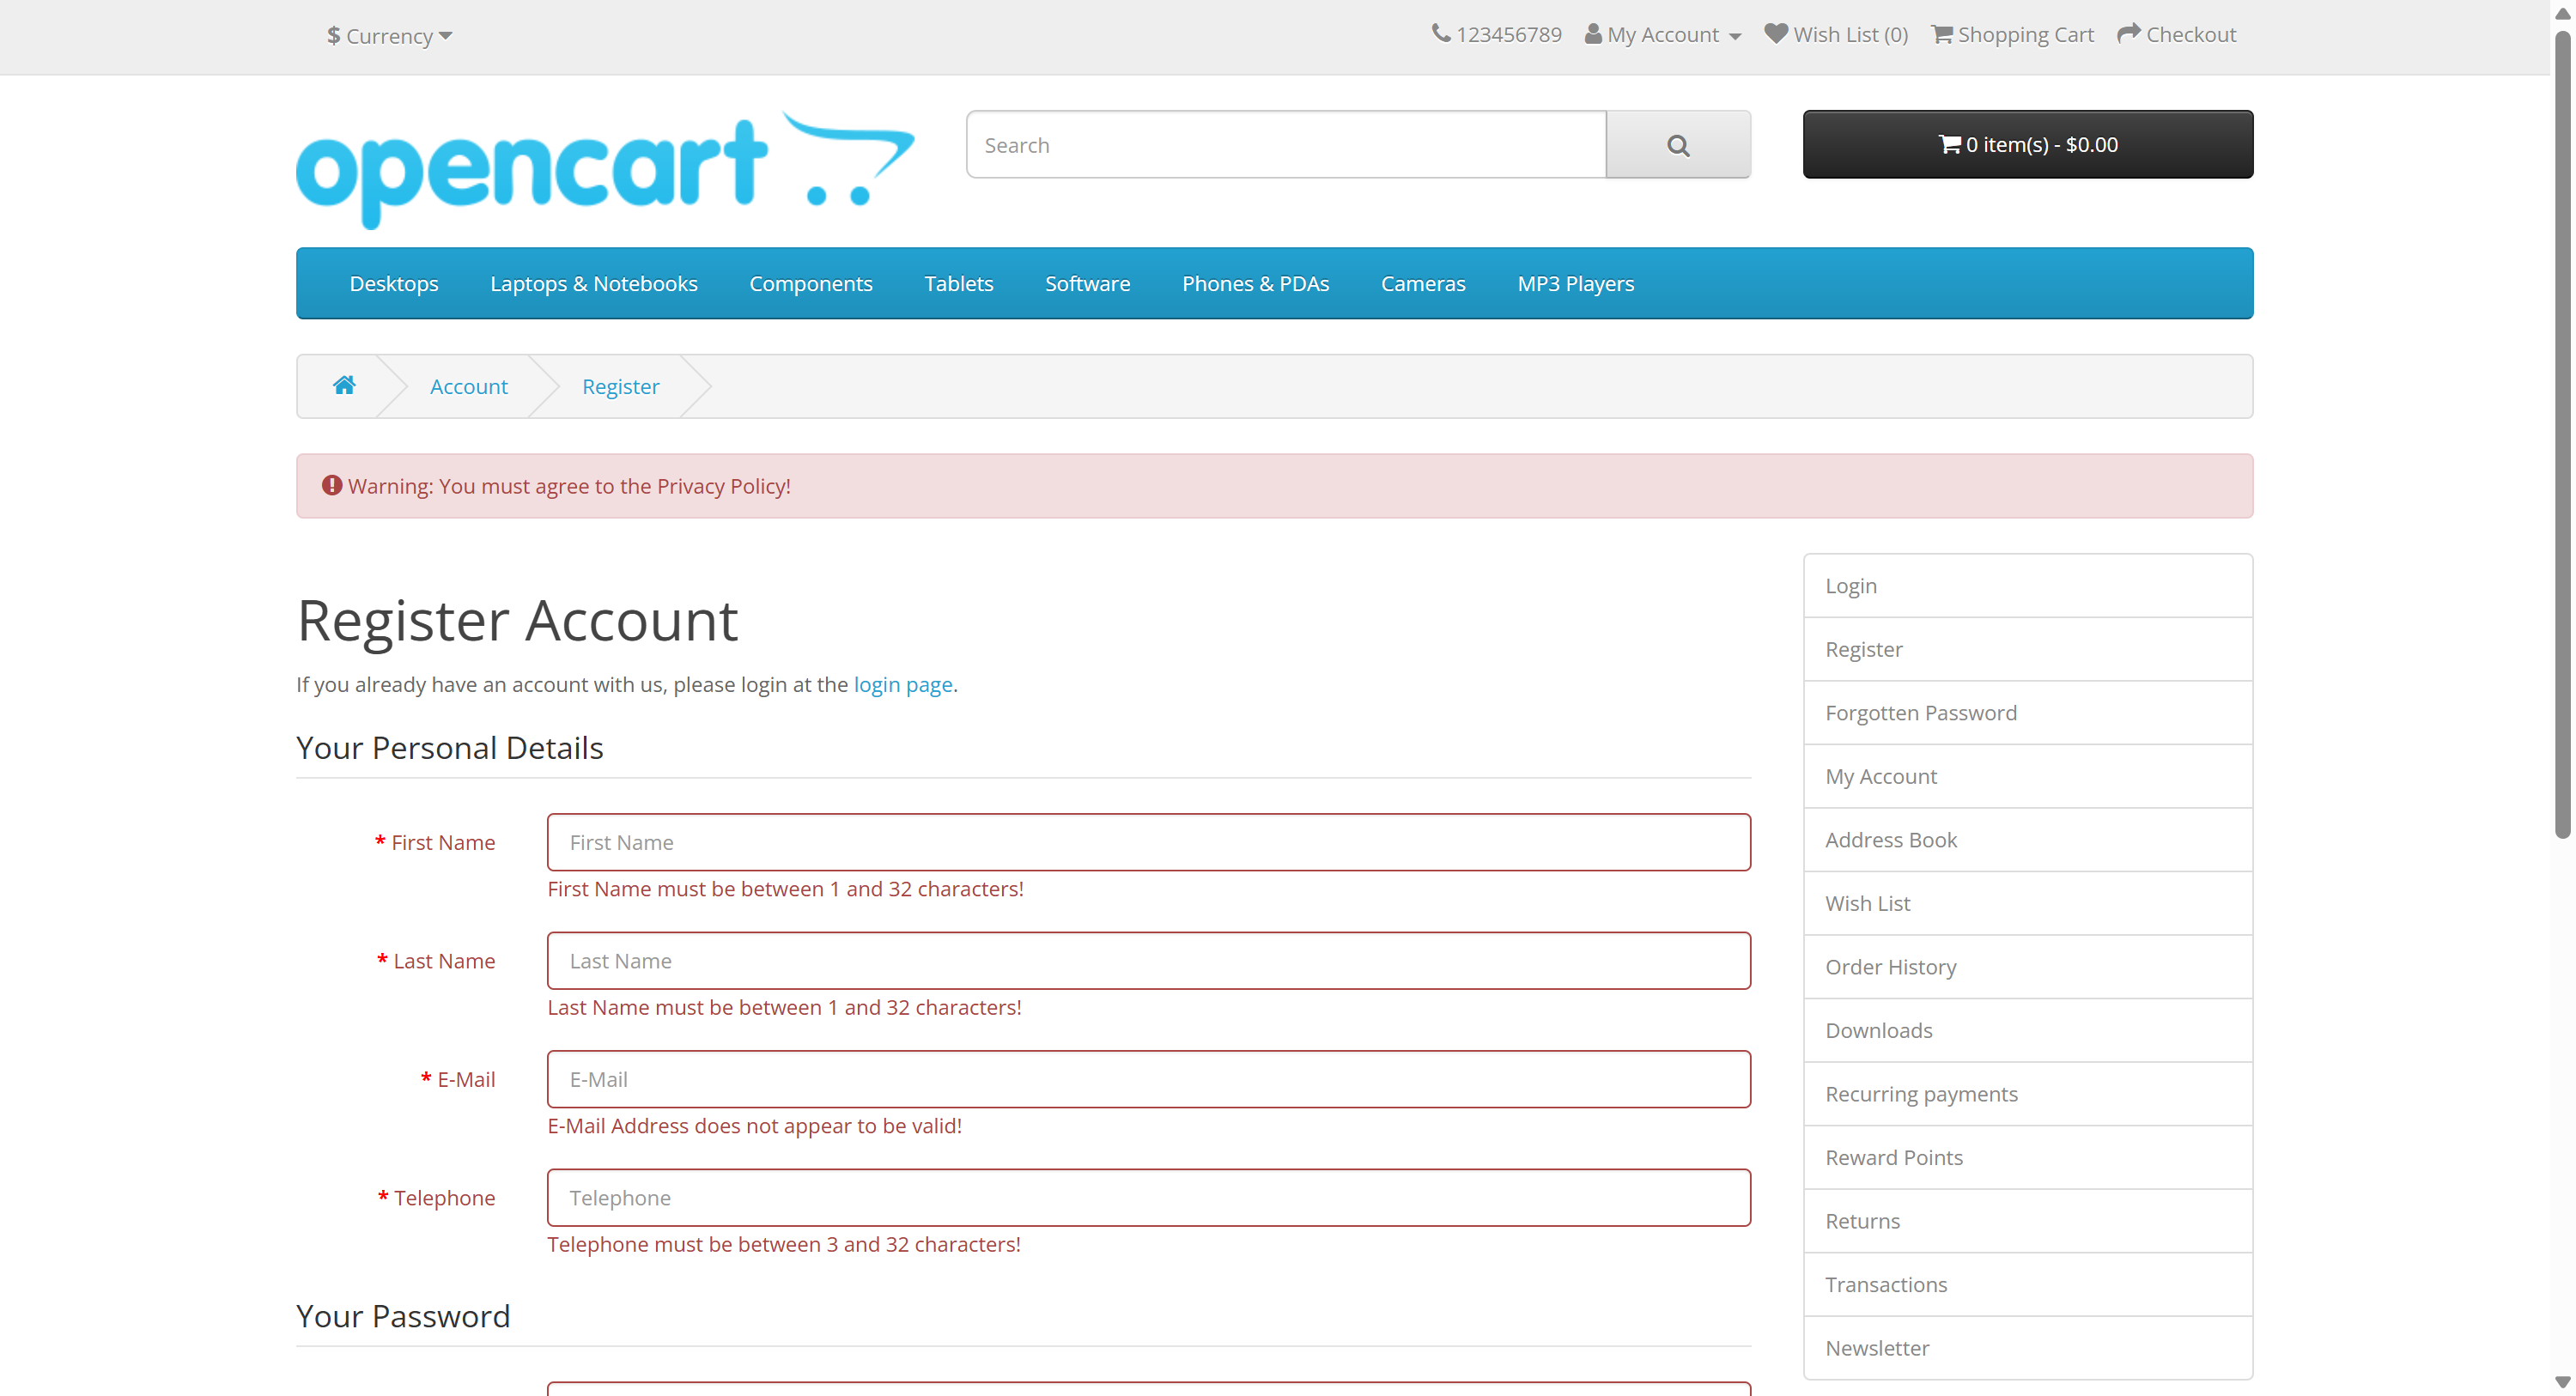 $ Currency
123456789 My Account Wish List (0) Shopping Cart Checkout
opencart
Search
0 item(s) - $0.00
Desktops Laptops & Notebooks Components Tablets Software Phones & PDAs Cameras MP3 Players
Account Register
Warning: You must agree to the Privacy Policy!
Register Account
If you already have an account with us, please login at the login page.
Your Personal Details
* First Name
First Name
First Name must be between 1 and 32 characters!
* Last Name
Last Name
Last Name must be between 1 and 32 characters!
* E-Mail
E-Mail
E-Mail Address does not appear to be valid!
* Telephone
Telephone
Telephone must be between 3 and 32 characters!
Your Password
Login
Register
Forgotten Password
My Account
Address Book
Wish List
Order History
Downloads
Recurring payments
Reward Points
Returns
Transactions
Newsletter